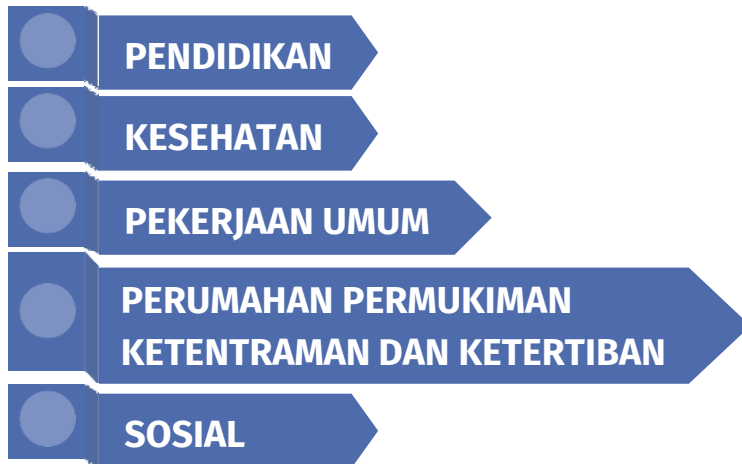 PENDIDIKAN
KESEHATAN
PEKERJAAN UMUM
PERUMAHAN PERMUKIMAN
KETENTRAMAN DAN KETERTIBAN
SOSIAL